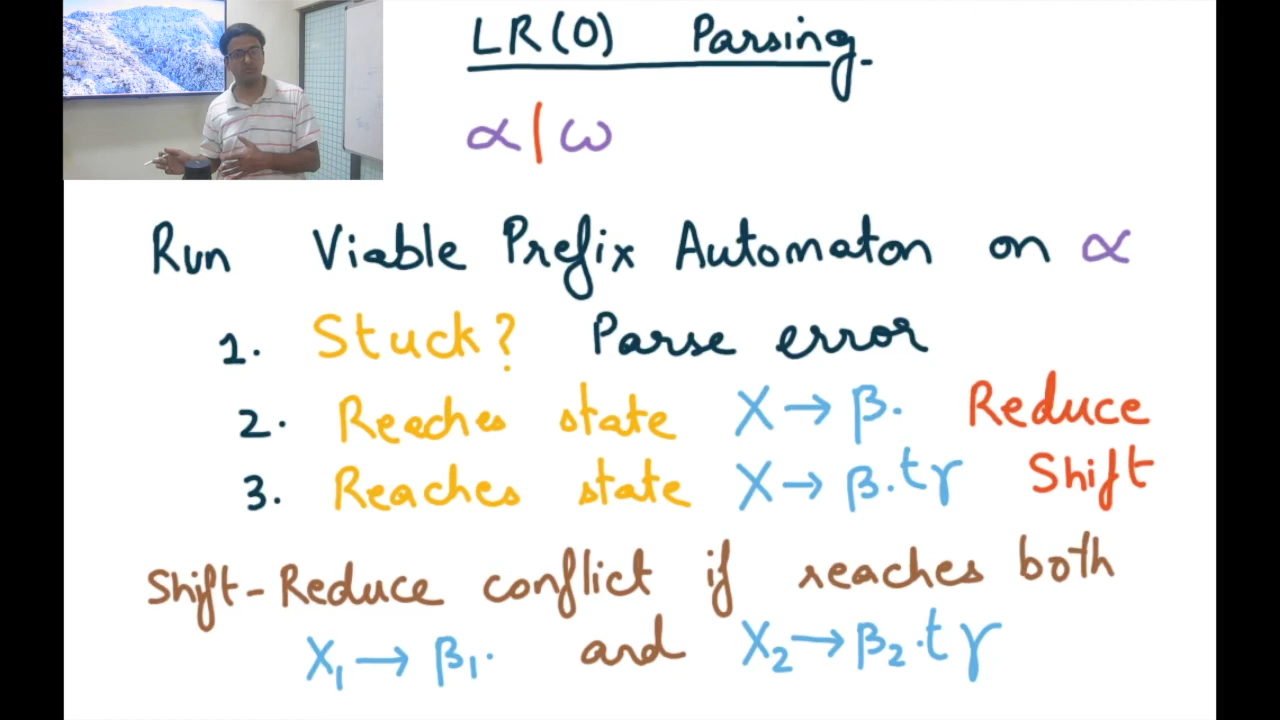 LR(0) Parsing
α|ω
Run Viable Prefix Automaton on α
1. Stuck? Parse error
2. Reaches state X → β. Reduce
3. Reaches state X → β.tγ Shift
Shift-Reduce conflict if reaches both
X₁ → β₁. and X₂ → β₂.tγ